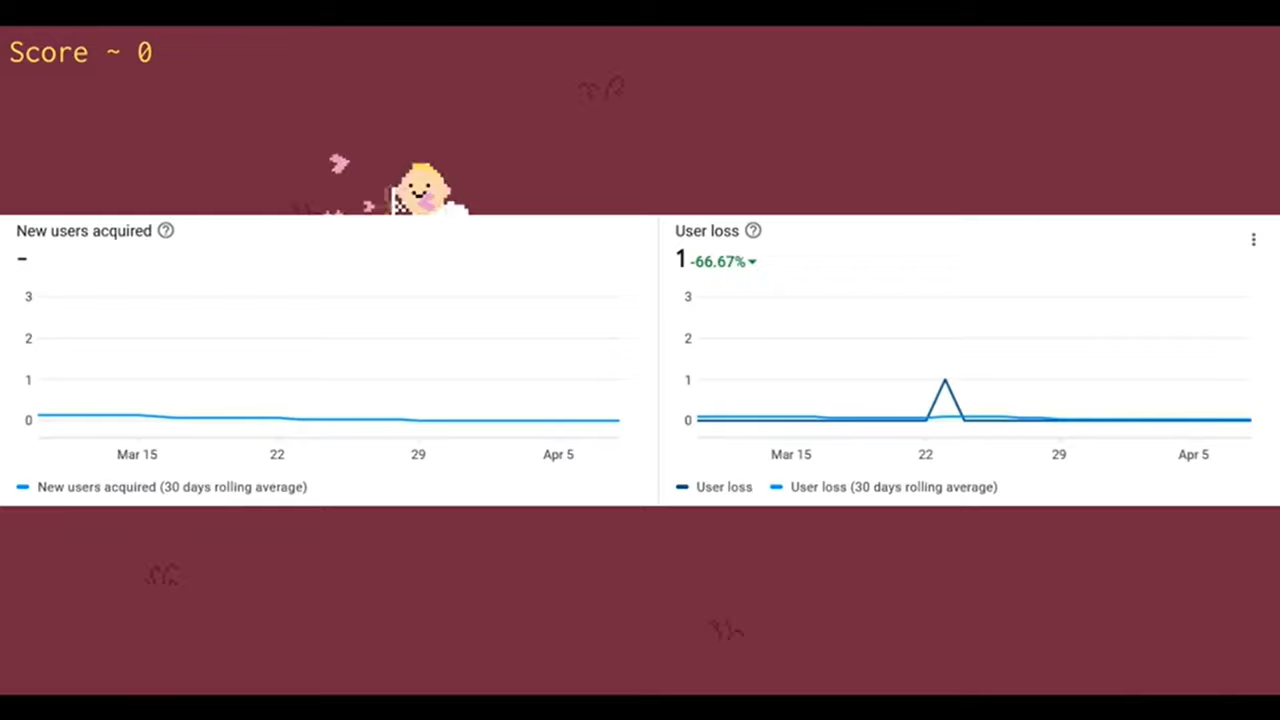 Score ~ 0
New users acquired
-
3
2
1
0
Mar 15 22 29 Apr 5
New users acquired (30 days rolling average)
User loss
1 -66.67%
3
2
1
0
Mar 15 22 29 Apr 5
User loss User loss (30 days rolling average)